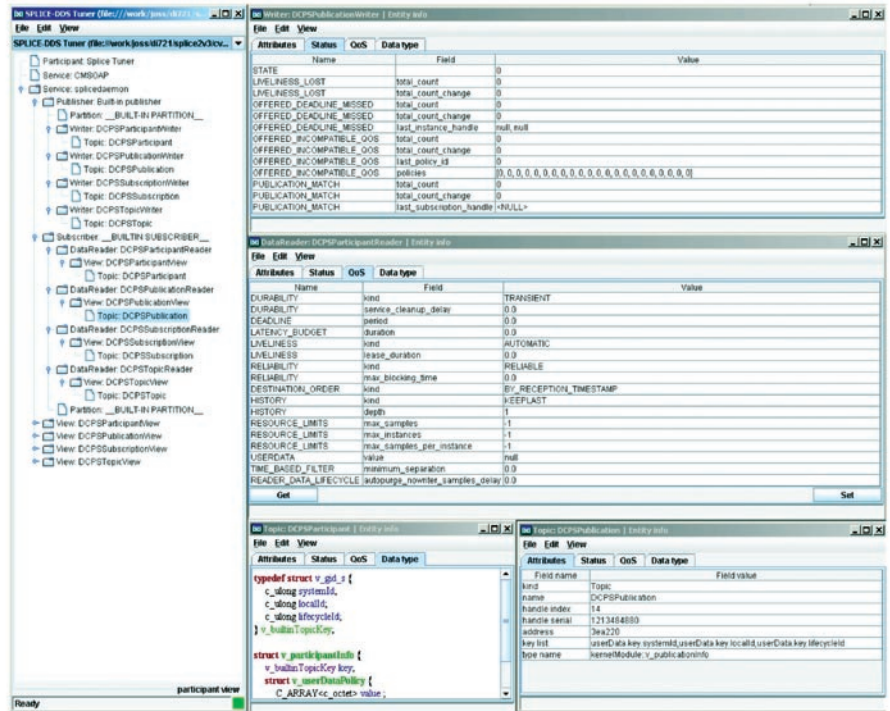 SPLICE-DDS Tuner (file://work/joss/di721/s...
File Edit View
SPLICE-DDS Tuner (file://work/joss/di721/splice2v3/cv...
Participant: Splice Tuner
Service: CMSOAP
Service: splicedaemon
Publisher: Built-in publisher
Partition: __BUILT-IN PARTITION__
Writer: DCPSParticipantWriter
Topic: DCPSParticipant
Writer: DCPSPublicationWriter
Topic: DCPSPublication
Writer: DCPSSubscriptionWriter
Topic: DCPSSubscription
Writer: DCPSTopicWriter
Topic: DCPSTopic
Subscriber: __BUILTIN SUBSCRIBER__
DataReader: DCPSParticipantReader
View: DCPSParticipantView
Topic: DCPSParticipant
DataReader: DCPSPublicationReader
View: DCPSPublicationView
Topic: DCPSPublication
DataReader: DCPSSubscriptionReader
View: DCPSSubscriptionView
Topic: DCPSSubscription
DataReader: DCPSTopicReader
View: DCPSTopicView
Topic: DCPSTopic
Partition: __BUILT-IN PARTITION__
View: DCPSParticipantView
View: DCPSPublicationView
View: DCPSSubscriptionView
View: DCPSTopicView
participant view
Ready
Writer: DCPSPublicationWriter | Entity info
File Edit View
Attributes Status QoS Data type
Name Field Value
STATE 0
LIVELINESS_LOST total_count 0
LIVELINESS_LOST total_count_change 0
OFFERED_DEADLINE_MISSED total_count 0
OFFERED_DEADLINE_MISSED total_count_change 0
OFFERED_DEADLINE_MISSED last_instance_handle null, null
OFFERED_INCOMPATIBLE_QOS total_count 0
OFFERED_INCOMPATIBLE_QOS total_count_change 0
OFFERED_INCOMPATIBLE_QOS last_policy_id 0
OFFERED_INCOMPATIBLE_QOS policies [0, 0, 0, 0, 0, 0, 0, 0, 0, 0, 0, 0, 0, 0, 0, 0, 0, 0, 0, 0, 0, 0]
PUBLICATION_MATCH total_count 0
PUBLICATION_MATCH total_count_change 0
PUBLICATION_MATCH last_subscription_handle <NULL>
DataReader: DCPSParticipantReader | Entity info
File Edit View
Attributes Status QoS Data type
Name Field Value
DURABILITY kind TRANSIENT
DURABILITY service_cleanup_delay 0.0
DEADLINE period 0.0
LATENCY_BUDGET duration 0.0
LIVELINESS kind AUTOMATIC
LIVELINESS lease_duration 0.0
RELIABILITY kind RELIABLE
RELIABILITY max_blocking_time 0.0
DESTINATION_ORDER kind BY_RECEPTION_TIMESTAMP
HISTORY kind KEEPLAST
HISTORY depth 1
RESOURCE_LIMITS max_samples -1
RESOURCE_LIMITS max_instances -1
RESOURCE_LIMITS max_samples_per_instance -1
USERDATA value null
TIME_BASED_FILTER minimum_separation 0.0
READER_DATA_LIFECYCLE autopurge_nowriter_samples_delay 0.0
Get Set
Topic: DCPSParticipant | Entity info
File Edit View
Attributes Status QoS Data type
typedef struct v_gid_s {
c_ulong systemId;
c_ulong localId;
c_ulong lifecycleId;
} v_builtinTopicKey;
struct v_participantInfo {
v_builtinTopicKey key;
struct v_userDataPolicy {
C_ARRAY<c_octet> value ;
Topic: DCPSPublication | Entity info
File Edit View
Attributes Status QoS Data type
Field name Field value
kind Topic
name DCPSPublication
handle index 14
handle serial 1213484880
address 3ea220
key list userData.key.systemId,userData.key.localId,userData.key.lifecycleId
type name kernelModule::v_publicationInfo